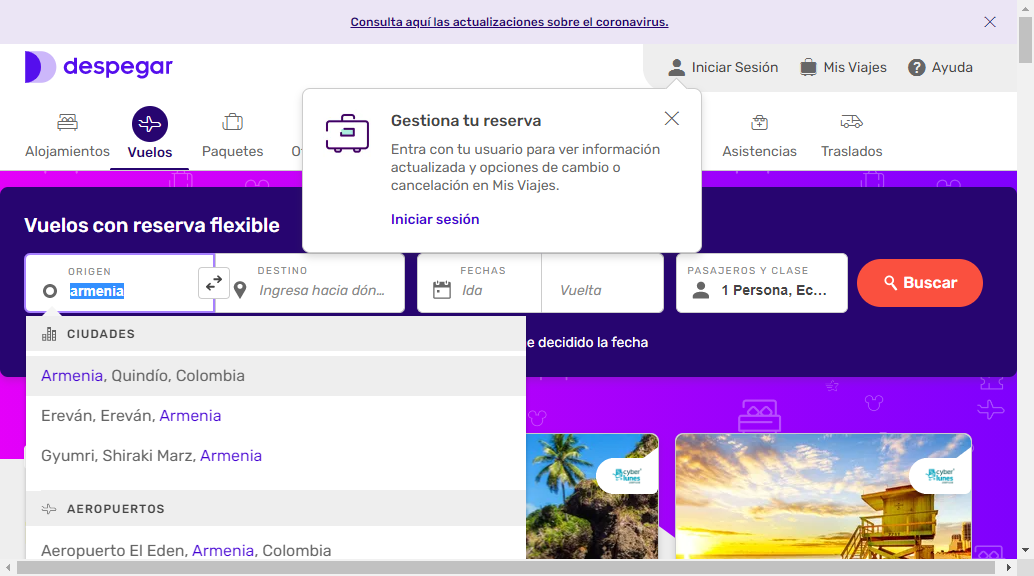 Consulta aquí las actualizaciones sobre el coronavirus.
despegar
Iniciar Sesión
Mis Viajes
Ayuda
Alojamientos
Vuelos
Paquetes
Asistencias
Traslados
Gestiona tu reserva
Entra con tu usuario para ver información
actualizada y opciones de cambio o
cancelación en Mis Viajes.
Iniciar sesión
Vuelos con reserva flexible
ORIGEN
armenia
DESTINO
Ingresa hacia dón...
FECHAS
Ida
Vuelta
PASAJEROS Y CLASE
1 Persona, Ec...
Buscar
e decidido la fecha
CIUDADES
Armenia, Quindío, Colombia
Ereván, Ereván, Armenia
Gyumri, Shiraki Marz, Armenia
AEROPUERTOS
Aeropuerto El Eden, Armenia, Colombia
cyber
lunes
cyber
lunes